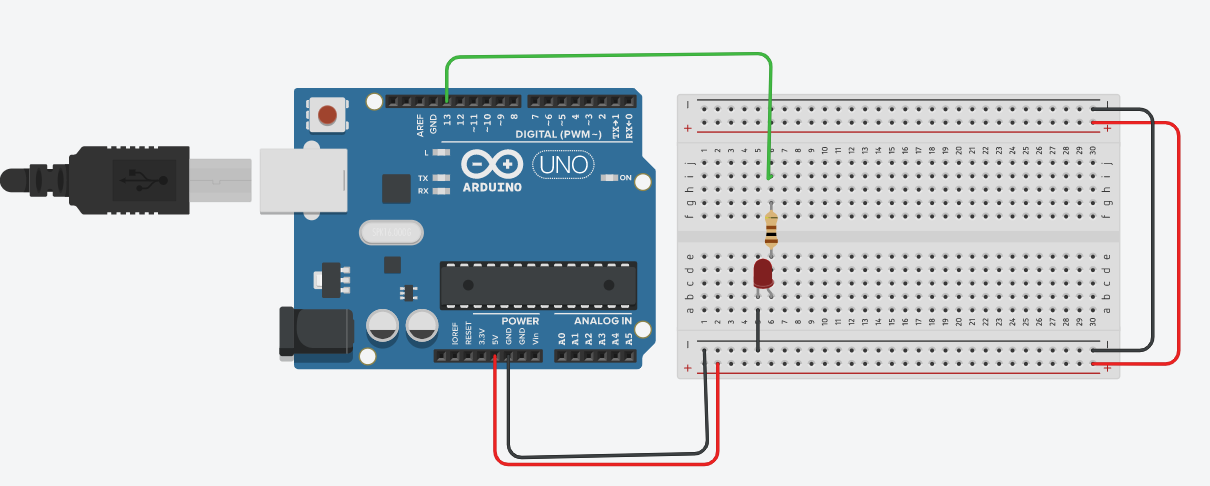 AREF
GND
13
12
~11
~10
~9
8
7
~6
~5
4
~3
2
TX→1
RX←0
DIGITAL (PWM~)
L
TX
RX
ARDUINO
UNO
ON
POWER
ANALOG IN
IOREF
RESET
3.3V
5V
GND
GND
Vin
A0
A1
A2
A3
A4
A5
− −
+ +
1 2 3 4 5 6 7 8 9 10 11 12 13 14 15 16 17 18 19 20 21 22 23 24 25 26 27 28 29 30
j j
i i
h h
g g
f f
e e
d d
c c
b b
a a
1 2 3 4 5 6 7 8 9 10 11 12 13 14 15 16 17 18 19 20 21 22 23 24 25 26 27 28 29 30
− −
+ +